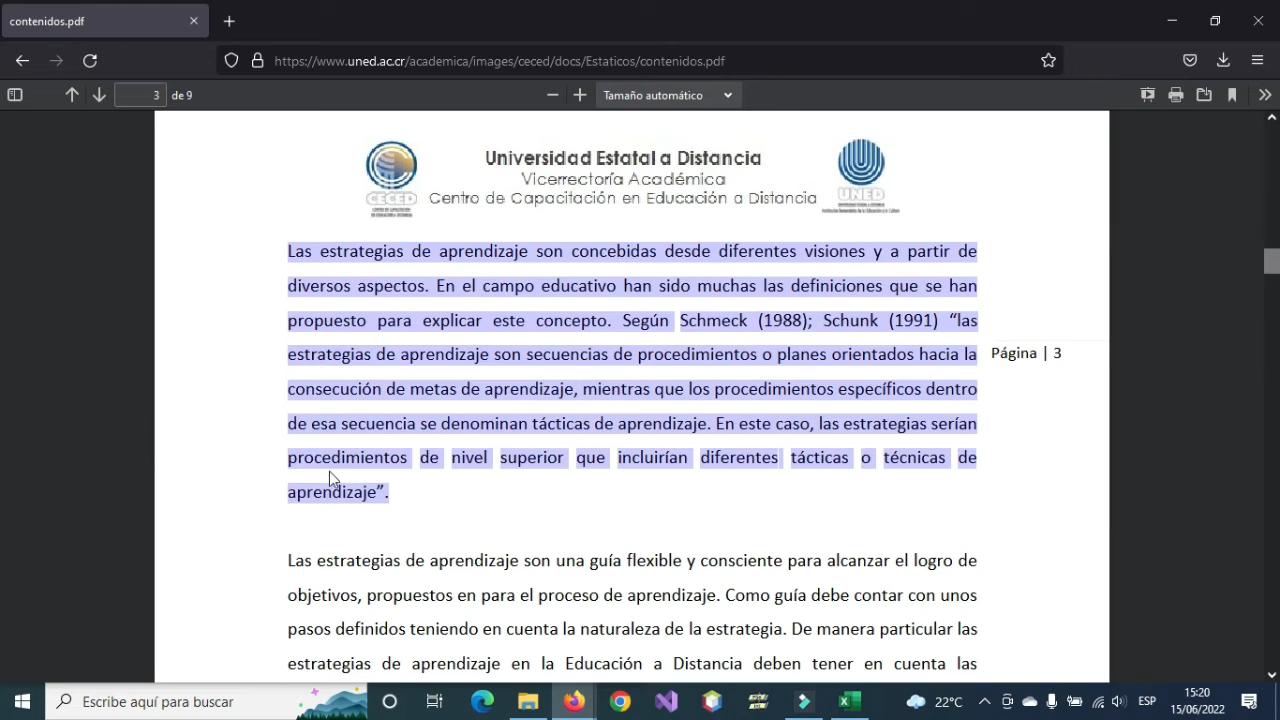 contenidos.pdf
https://www.uned.ac.cr/academica/images/ceced/docs/Estaticos/contenidos.pdf
3 de 9
Tamaño automático
Universidad Estatal a Distancia
Vicerrectoría Académica
Centro de Capacitación en Educación a Distancia
CECED
UNED
Las estrategias de aprendizaje son concebidas desde diferentes visiones y a partir de
diversos aspectos. En el campo educativo han sido muchas las definiciones que se han
propuesto para explicar este concepto. Según Schmeck (1988); Schunk (1991) “las
estrategias de aprendizaje son secuencias de procedimientos o planes orientados hacia la
Página | 3
consecución de metas de aprendizaje, mientras que los procedimientos específicos dentro
de esa secuencia se denominan tácticas de aprendizaje. En este caso, las estrategias serían
procedimientos de nivel superior que incluirían diferentes tácticas o técnicas de
aprendizaje”.
Las estrategias de aprendizaje son una guía flexible y consciente para alcanzar el logro de
objetivos, propuestos en para el proceso de aprendizaje. Como guía debe contar con unos
pasos definidos teniendo en cuenta la naturaleza de la estrategia. De manera particular las
estrategias de aprendizaje en la Educación a Distancia deben tener en cuenta las
Escribe aquí para buscar
22°C
ESP
15:20
15/06/2022